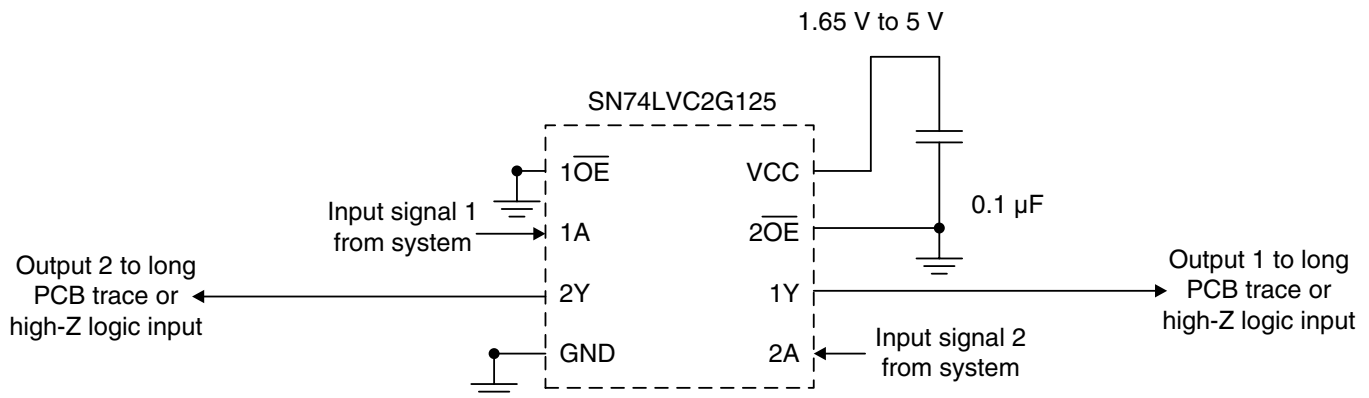 1.65 V to 5 V
SN74LVC2G125
1OE
VCC
Input signal 1
from system
1A
2OE
0.1 µF
Output 2 to long
PCB trace or
high-Z logic input
2Y
1Y
Output 1 to long
PCB trace or
high-Z logic input
GND
2A
Input signal 2
from system